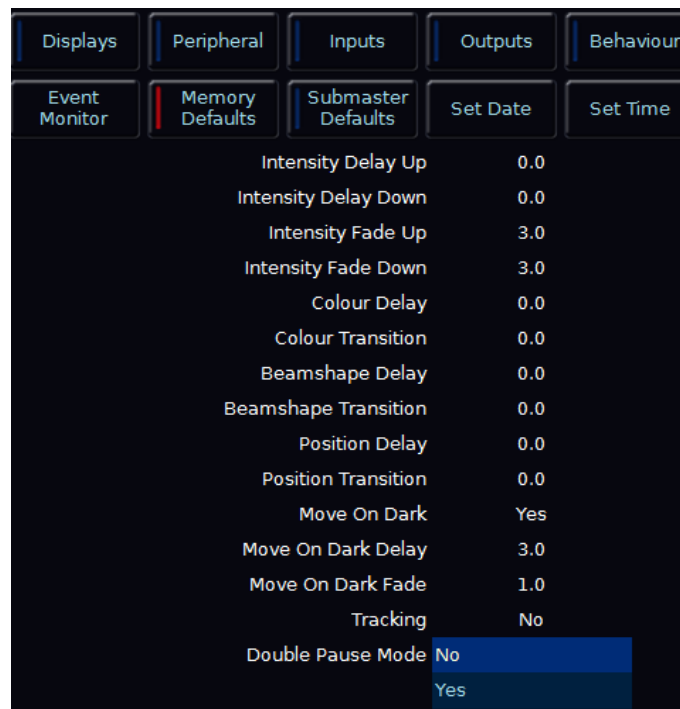 Displays Peripheral Inputs Outputs Behaviour
Event Memory Submaster Set Date Set Time
Monitor Defaults Defaults
Intensity Delay Up 0.0
Intensity Delay Down 0.0
Intensity Fade Up 3.0
Intensity Fade Down 3.0
Colour Delay 0.0
Colour Transition 0.0
Beamshape Delay 0.0
Beamshape Transition 0.0
Position Delay 0.0
Position Transition 0.0
Move On Dark Yes
Move On Dark Delay 3.0
Move On Dark Fade 1.0
Tracking No
Double Pause Mode No
Yes